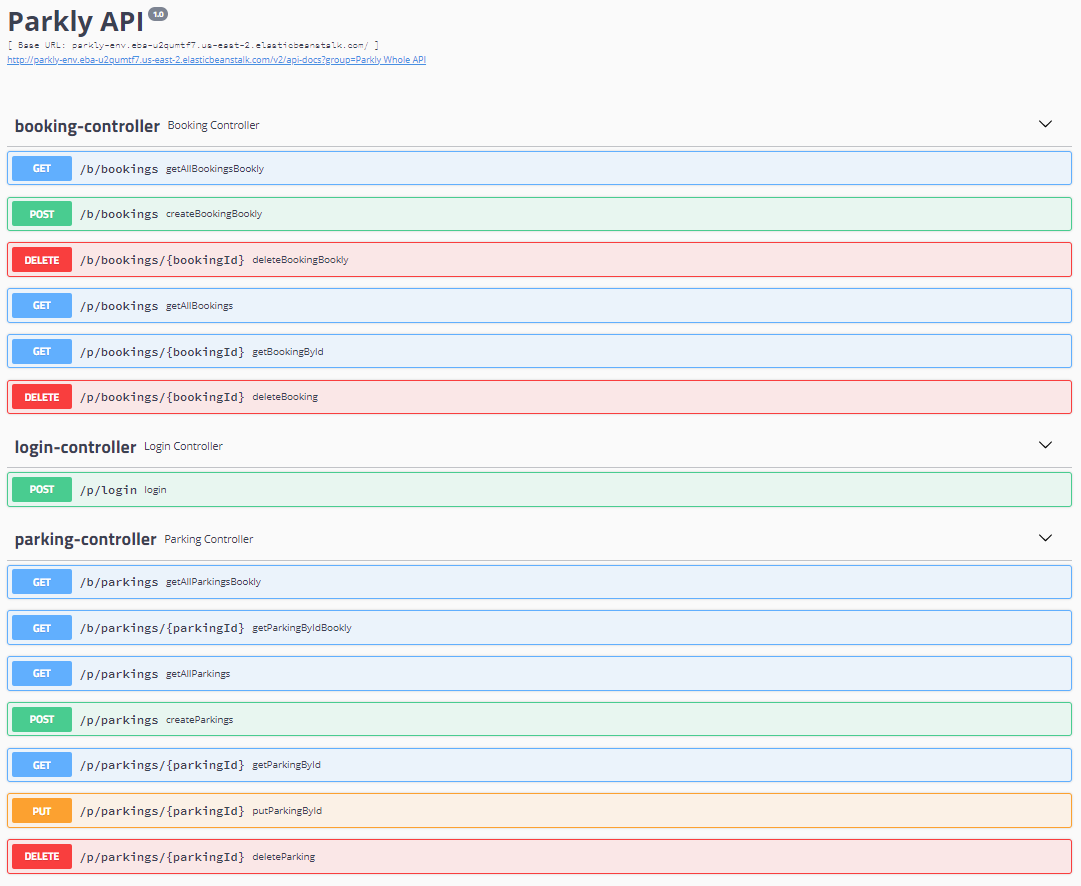 Parkly API 1.0
[ Base URL: parkly-env.eba-u2qumtf7.us-east-2.elasticbeanstalk.com/ ]
http://parkly-env.eba-u2qumtf7.us-east-2.elasticbeanstalk.com/v2/api-docs?group=Parkly Whole API
booking-controller Booking Controller
GET /b/bookings getAllBookingsBookly
POST /b/bookings createBookingBookly
DELETE /b/bookings/{bookingId} deleteBookingBookly
GET /p/bookings getAllBookings
GET /p/bookings/{bookingId} getBookingById
DELETE /p/bookings/{bookingId} deleteBooking
login-controller Login Controller
POST /p/login login
parking-controller Parking Controller
GET /b/parkings getAllParkingsBookly
GET /b/parkings/{parkingId} getParkingByIdBookly
GET /p/parkings getAllParkings
POST /p/parkings createParkings
GET /p/parkings/{parkingId} getParkingById
PUT /p/parkings/{parkingId} putParkingById
DELETE /p/parkings/{parkingId} deleteParking